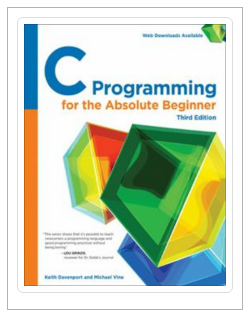 Web Downloads Available
C Programming
for the Absolute Beginner
Third Edition
"This series shows that it's possible to teach
newcomers a programming language and
good programming practices without
being boring."
—LOU GRINZO,
reviewer for Dr. Dobb's Journal
Keith Davenport and Michael Vine